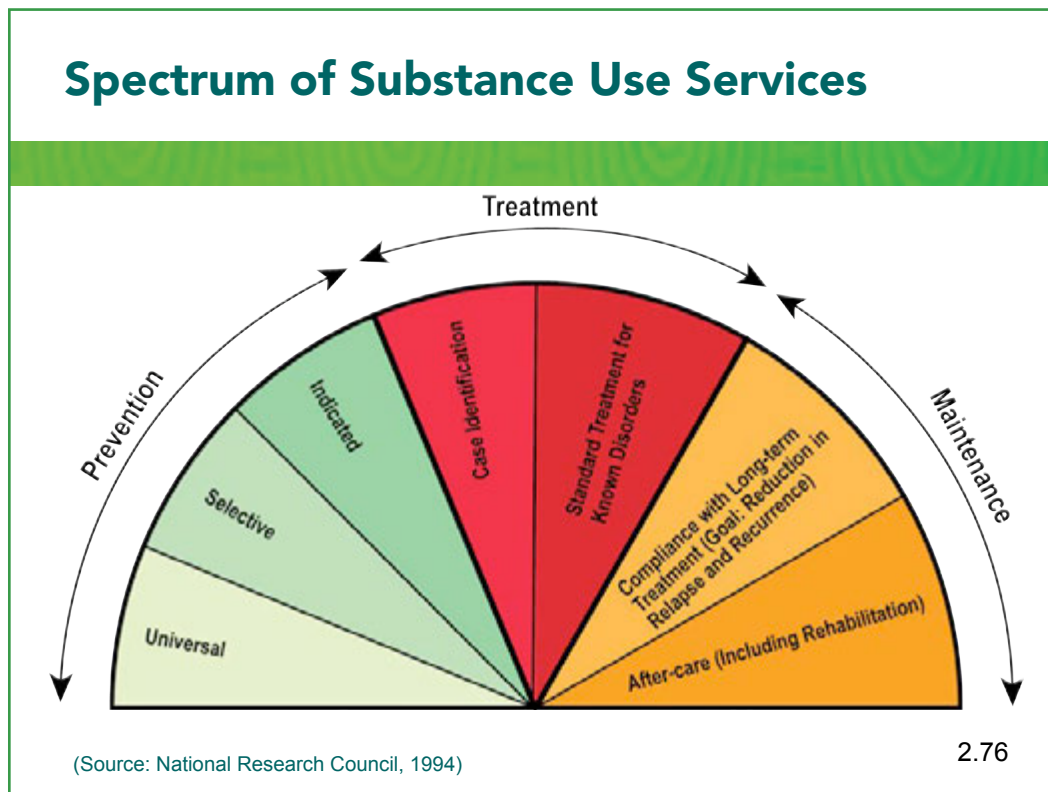 Spectrum of Substance Use Services
Treatment
Prevention
Maintenance
Universal
Selective
Indicated
Case Identification
Standard Treatment for
Known Disorders
Compliance with Long-term
Treatment (Goal: Reduction in
Relapse and Recurrence)
After-care (Including Rehabilitation)
(Source: National Research Council, 1994)
2.76